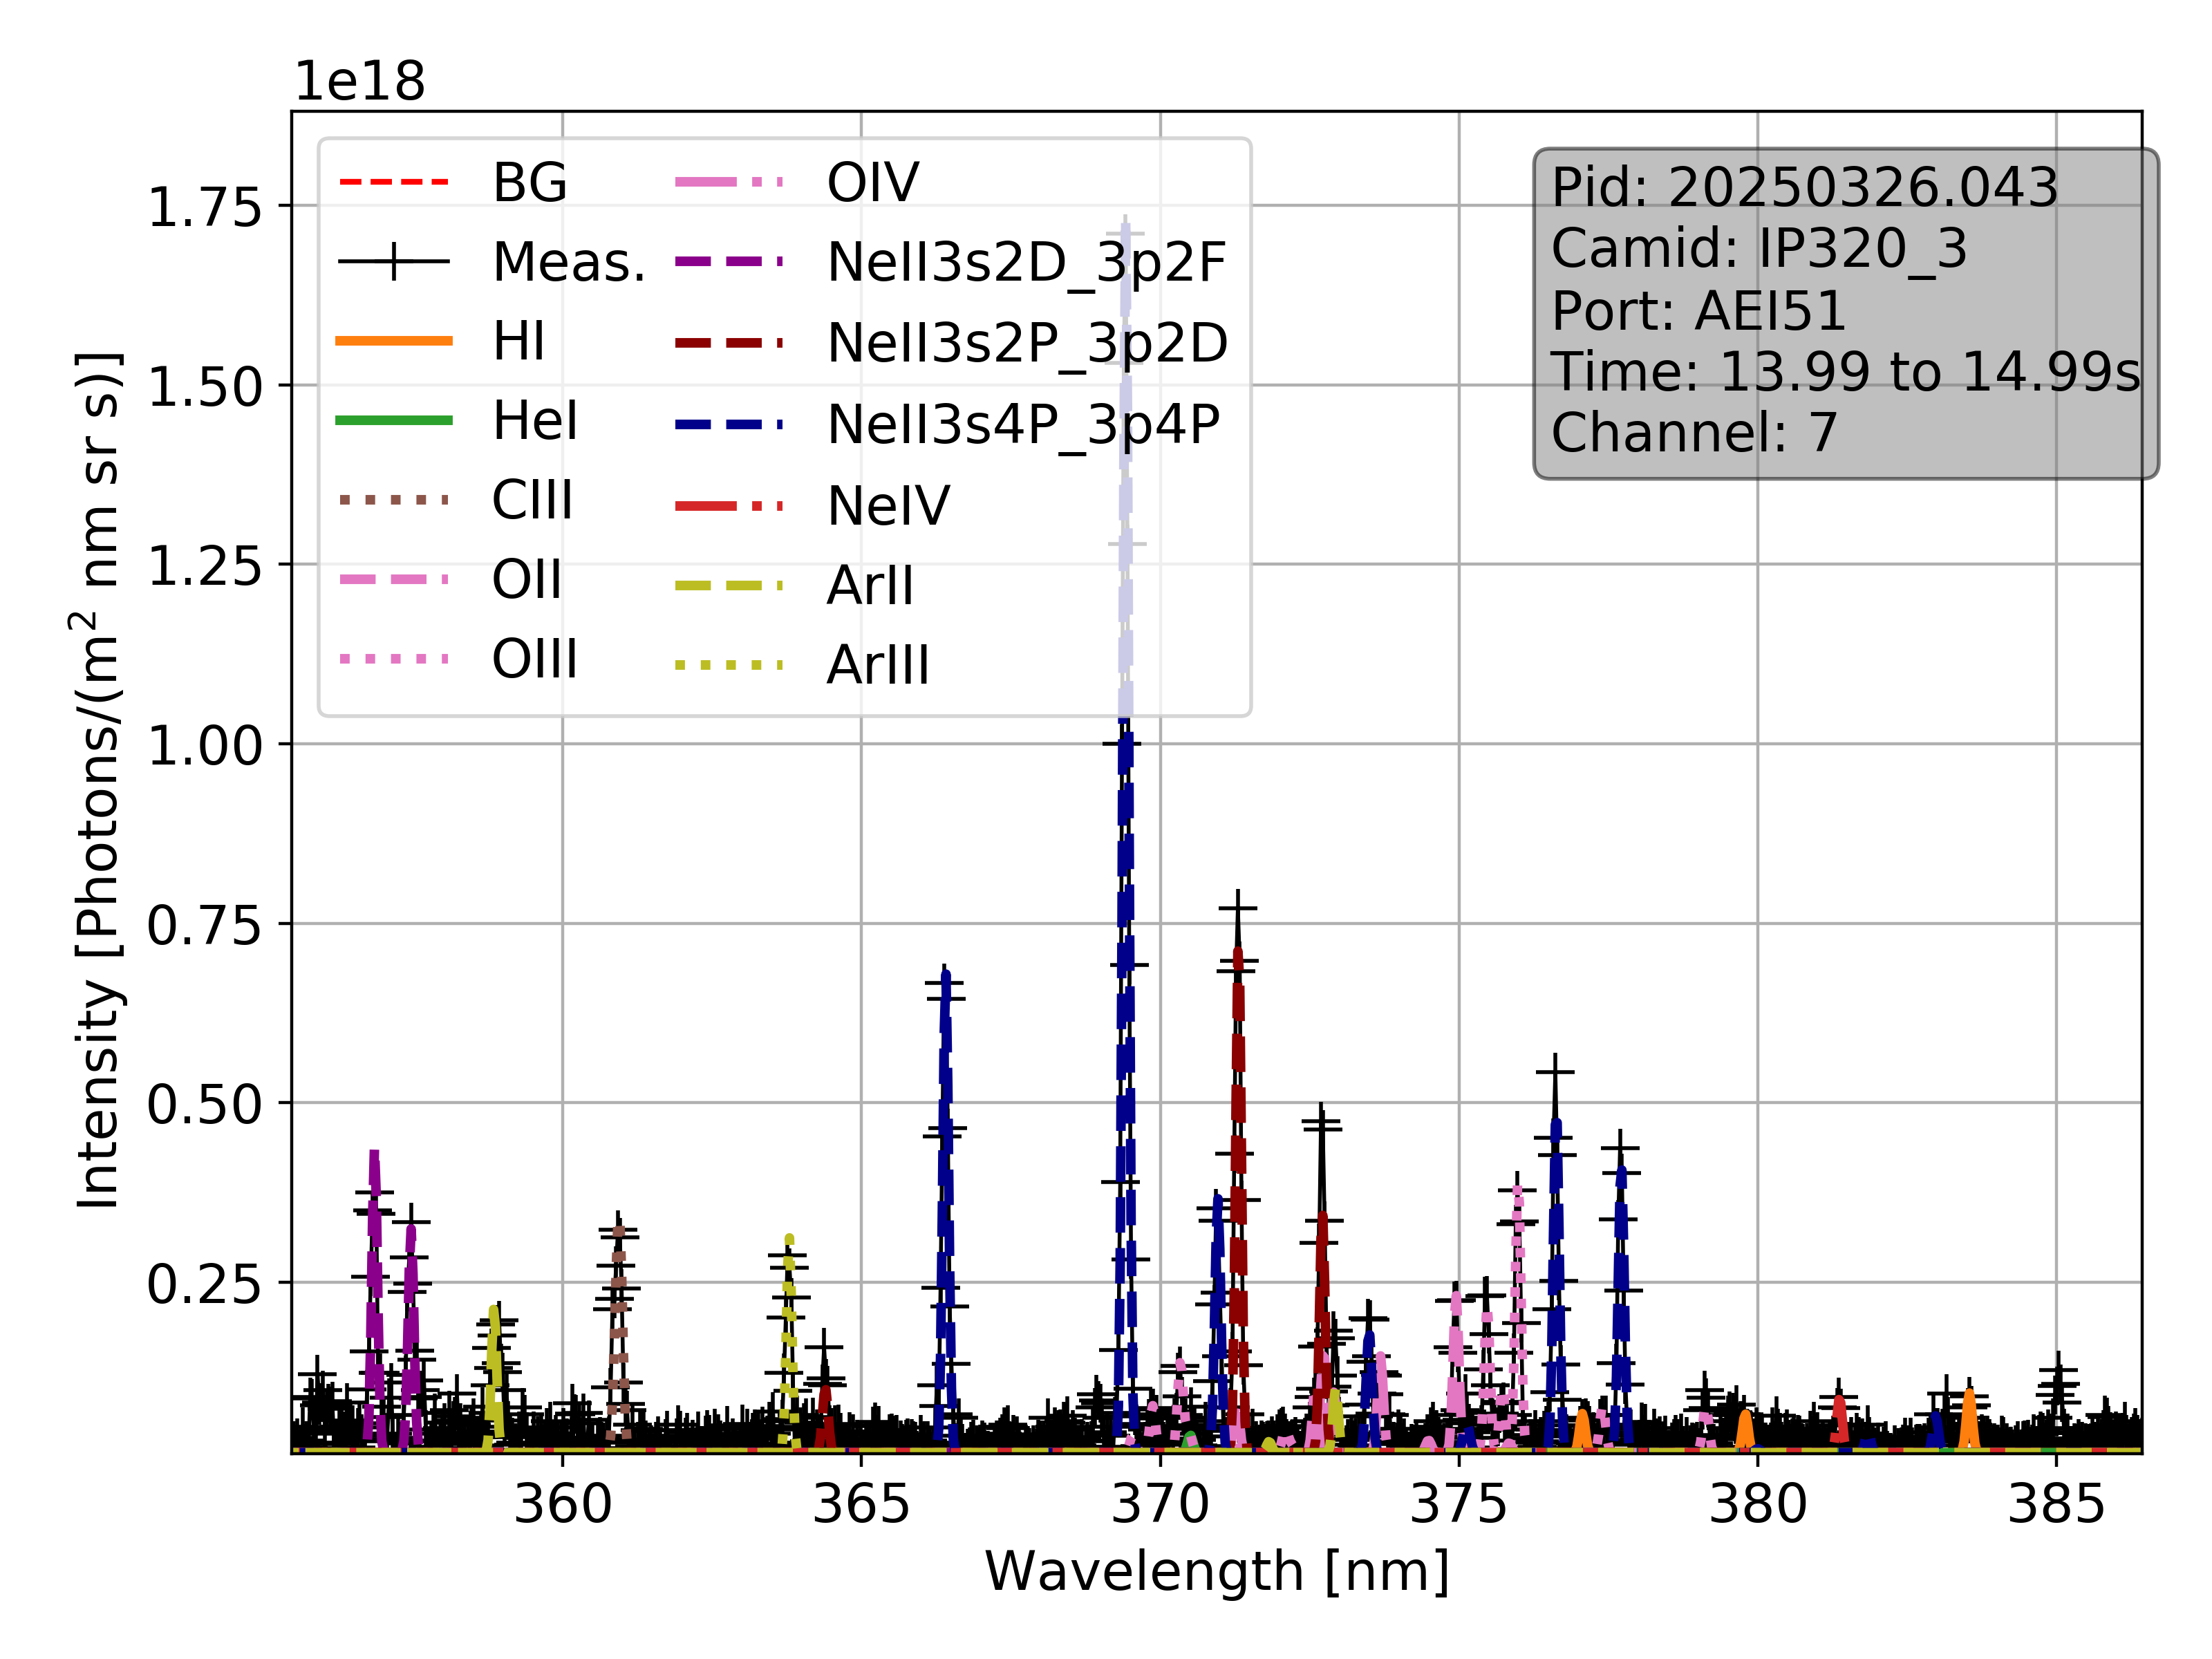 1e18
1.75
1.50
1.25
1.00
0.75
0.50
0.25
Intensity [Photons/(m² nm sr s)]
BG
Meas.
HI
HeI
CIII
OII
OIII
OIV
NeII3s2D_3p2F
NeII3s2P_3p2D
NeII3s4P_3p4P
NeIV
ArII
ArIII
Pid: 20250326.043
Camid: IP320_3
Port: AEI51
Time: 13.99 to 14.99s
Channel: 7
360 365 370 375 380 385
Wavelength [nm]